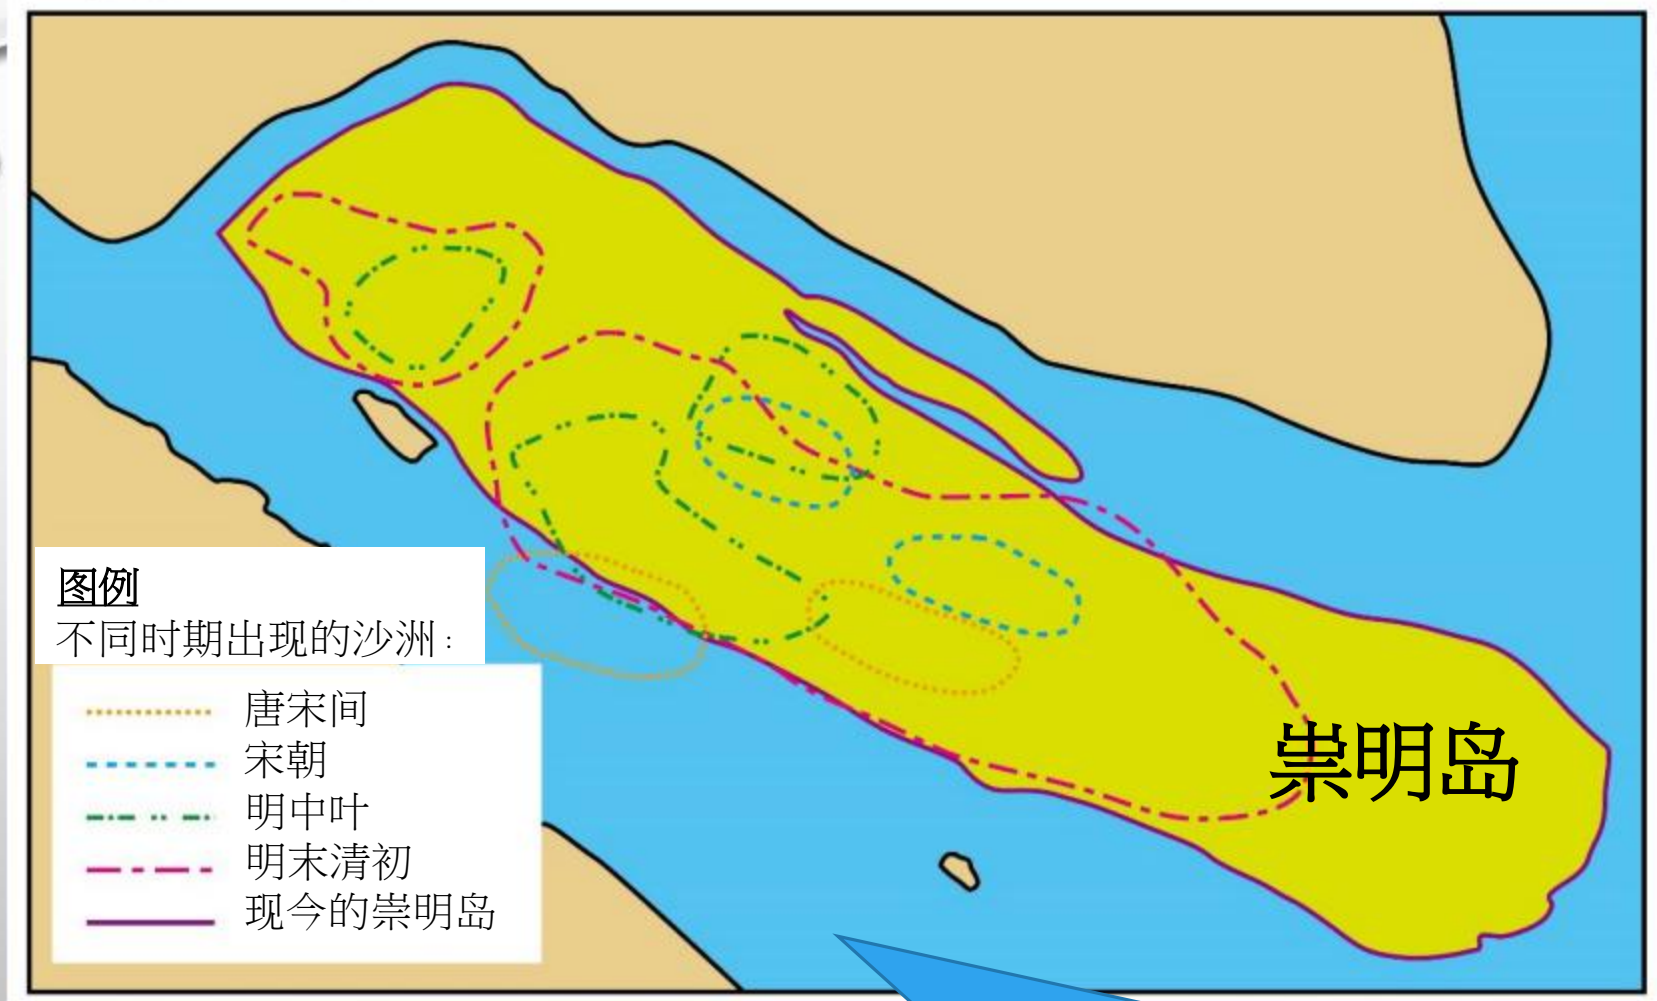 崇明岛
图例
不同时期出现的沙洲：
唐宋间
宋朝
明中叶
明末清初
现今的崇明岛